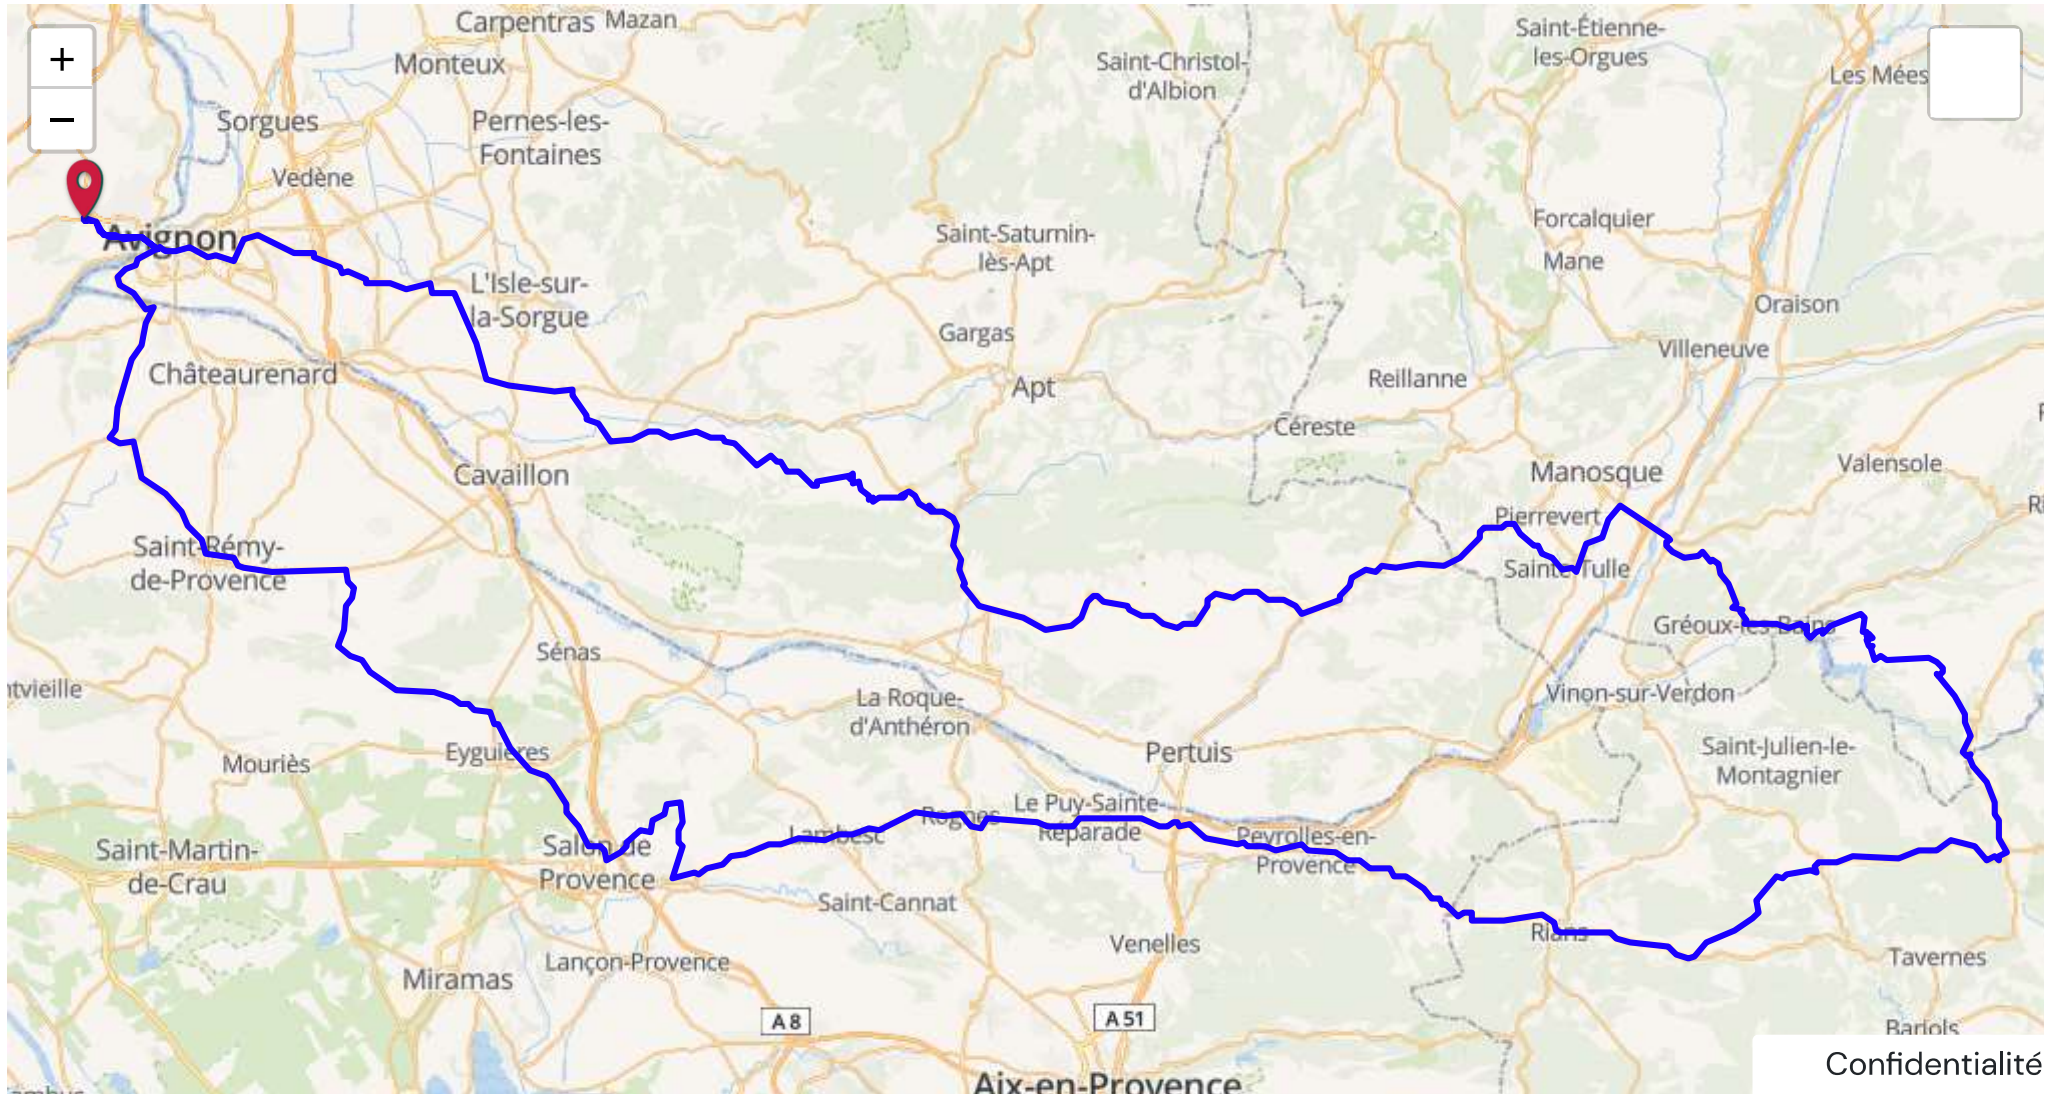 Carpentras
Mazan
Saint-Étienne-
les-Orgues
+
Monteux
Saint-Christol-
d'Albion
Les Mées
−
Sorgues
Pernes-les-
Fontaines
Vedène
Avignon
Forcalquier
Saint-Saturnin-
lès-Apt
Mane
L'Isle-sur-
la-Sorgue
Oraison
Gargas
Villeneuve
Châteaurenard
Apt
Reillanne
Céreste
Cavaillon
Manosque
Valensole
Pierrevert
Saint-Rémy-
de-Provence
Sainte-Tulle
Gréoux-les-Bains
Sénas
ntvieille
La Roque-
d'Anthéron
Vinon-sur-Verdon
Eyguières
Pertuis
Saint-Julien-le-
Montagnier
Mouriès
Rognes
Le Puy-Sainte
Réparade
Lambesc
Peyrolles-en-
Provence
Saint-Martin-
de-Crau
Salon-de
Provence
Saint-Cannat
Rians
Venelles
Tavernes
Miramas
Lançon-Provence
A 8
A 51
Barjols
Aix-en-Provence
Confidentialité